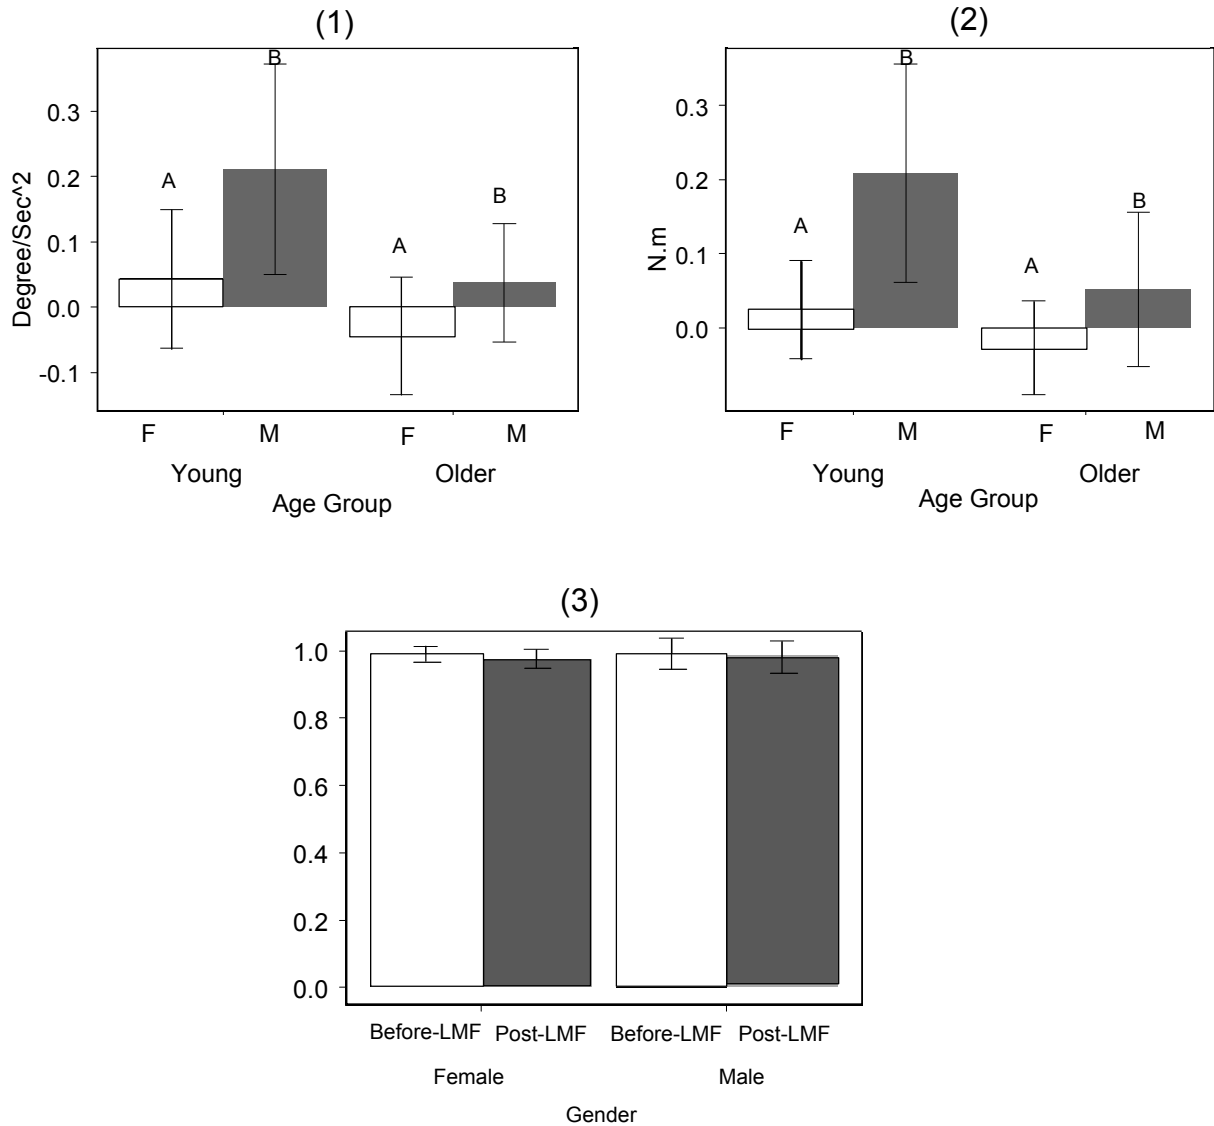 (1)
Degree/Sec^2
0.3
0.2
0.1
0.0
-0.1
A
B
A
B
F M F M
Young Older
Age Group
(2)
N.m
0.3
0.2
0.1
0.0
A
B
A
B
F M F M
Young Older
Age Group
(3)
1.0
0.8
0.6
0.4
0.2
0.0
Before-LMF Post-LMF Before-LMF Post-LMF
Female Male
Gender